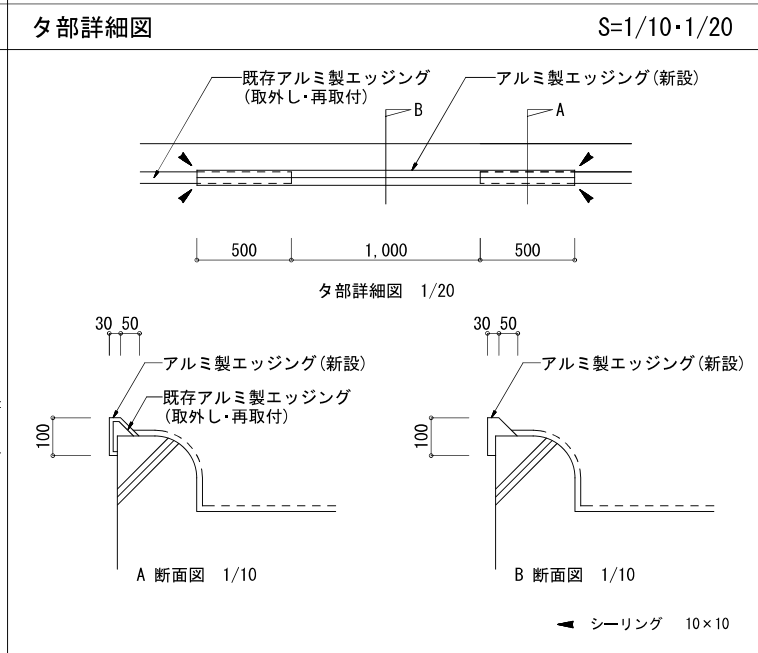 タ部詳細図
S=1/10・1/20
既存アルミ製エッジング
(取外し・再取付)
アルミ製エッジング(新設)
B
A
500
1,000
500
タ部詳細図 1/20
30 50
アルミ製エッジング(新設)
既存アルミ製エッジング
(取外し・再取付)
100
A 断面図 1/10
30 50
アルミ製エッジング(新設)
100
B 断面図 1/10
シーリング 10×10